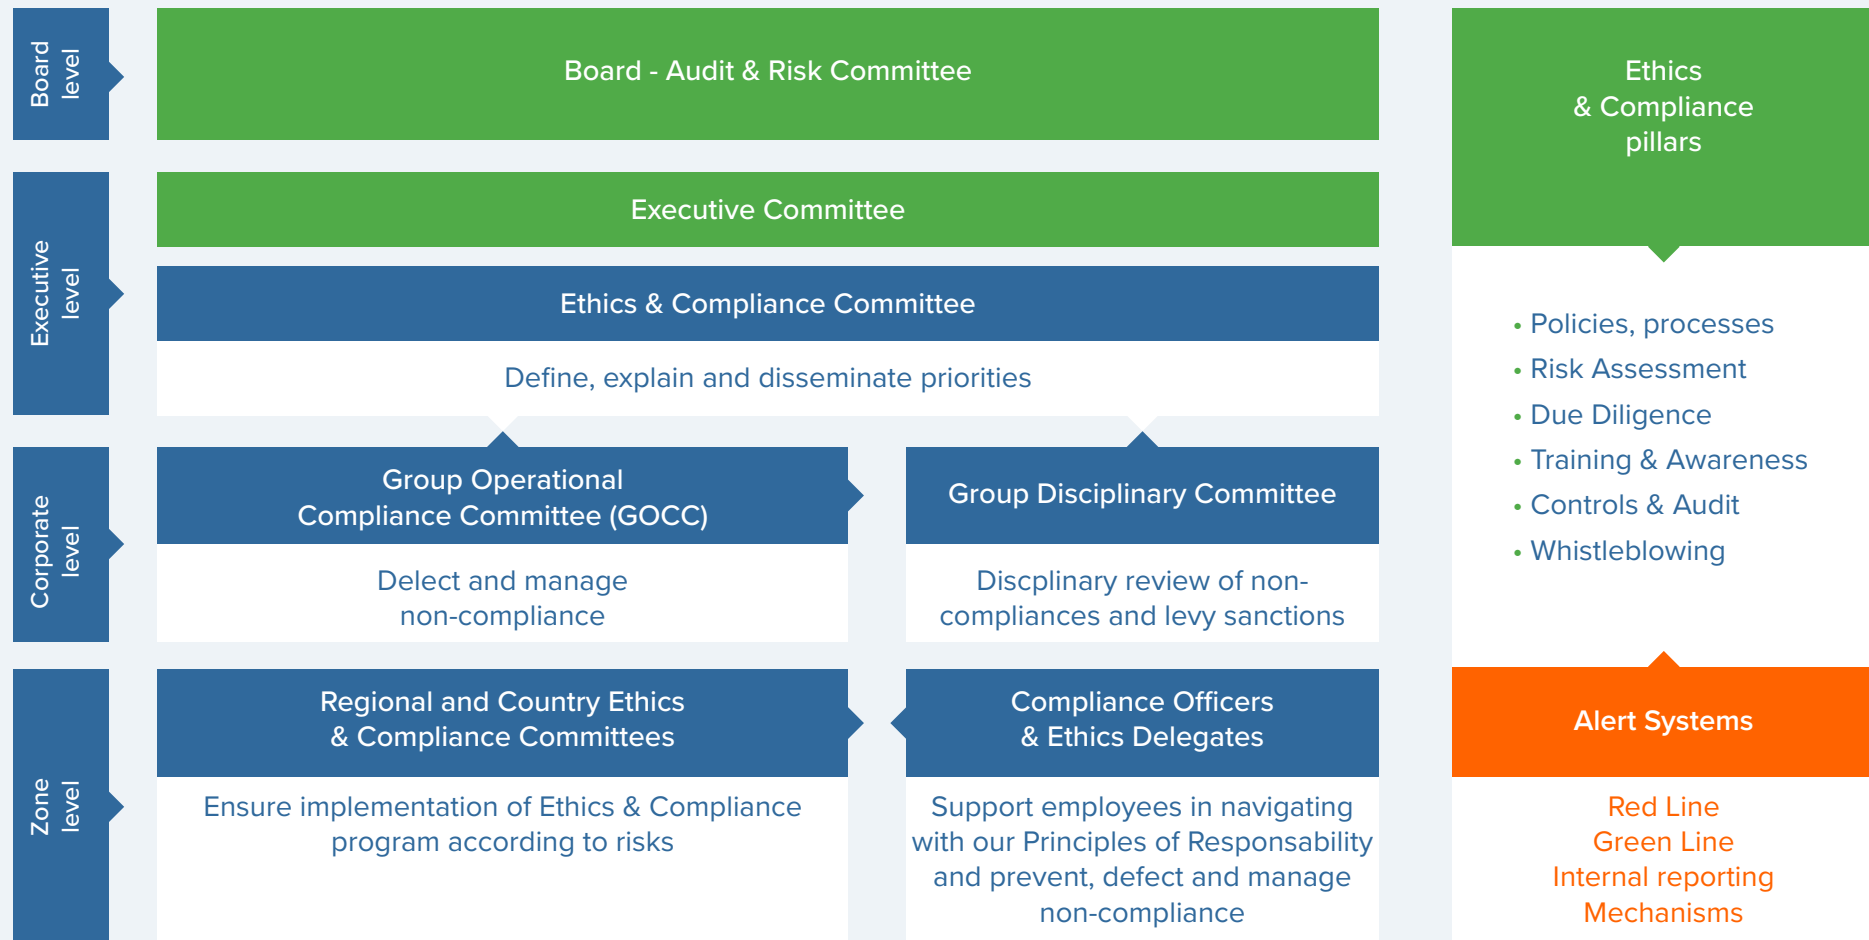 Board
level
Board - Audit & Risk Committee
Executive
level
Executive Committee
Ethics & Compliance Committee
Define, explain and disseminate priorities
Corporate
level
Group Operational
Compliance Committee (GOCC)
Delect and manage
non-compliance
Group Disciplinary Committee
Discplinary review of non-
compliances and levy sanctions
Zone
level
Regional and Country Ethics
& Compliance Committees
Ensure implementation of Ethics & Compliance
program according to risks
Compliance Officers
& Ethics Delegates
Support employees in navigating
with our Principles of Responsability
and prevent, defect and manage
non-compliance
Ethics
& Compliance
pillars
• Policies, processes
• Risk Assessment
• Due Diligence
• Training & Awareness
• Controls & Audit
• Whistleblowing
Alert Systems
Red Line
Green Line
Internal reporting
Mechanisms